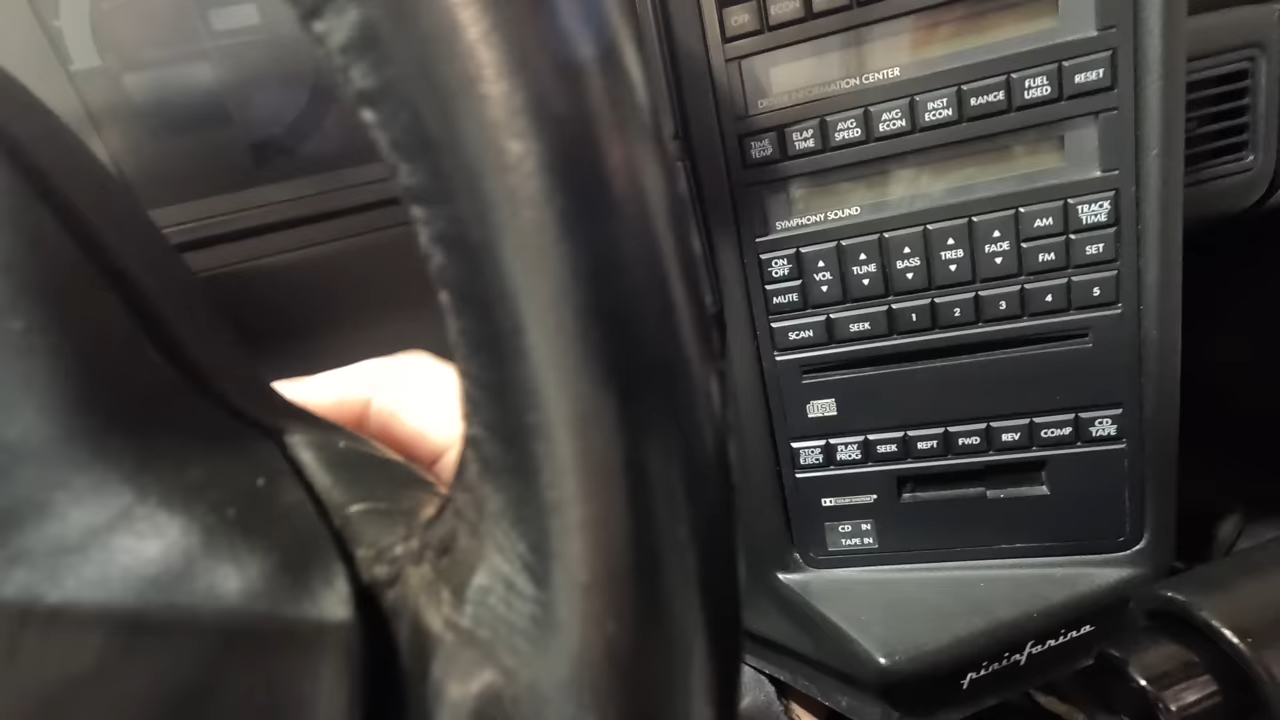 OFF ECON
DRIVER INFORMATION CENTER
TIME TEMP
ELAP TIME
AVG SPEED
AVG ECON
INST ECON
RANGE
FUEL USED
RESET
SYMPHONY SOUND
ON OFF
VOL
TUNE
BASS
TREB
FADE
AM
TRACK TIME
MUTE
FM
SET
SCAN
SEEK
1
2
3
4
5
disc
STOP EJECT
PLAY PROG
SEEK
REPT
FWD
REV
COMP
CD TAPE
CD IN
TAPE IN
pininfarina